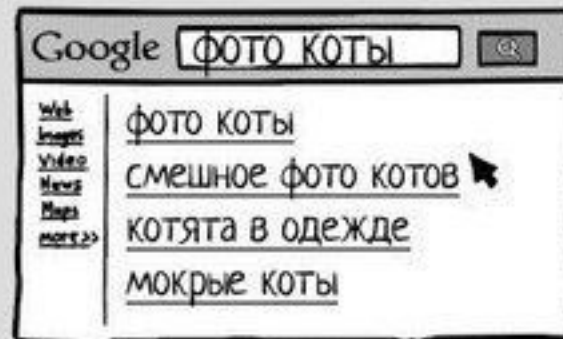 Google фото коты
Web
Images
Video
News
Maps
more >>
фото коты
смешное фото котов
котята в одежде
мокрые коты